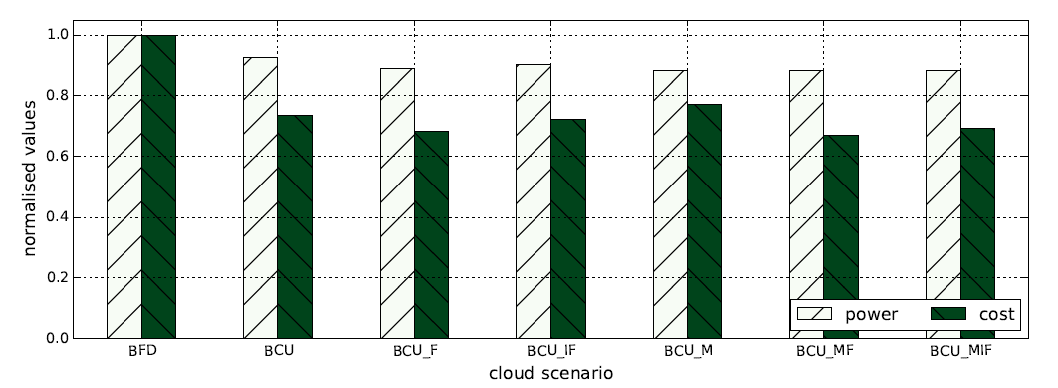 normalised values
1.0
0.8
0.6
0.4
0.2
0.0
power cost
BFD BCU BCU_F BCU_IF BCU_M BCU_MF BCU_MIF
cloud scenario